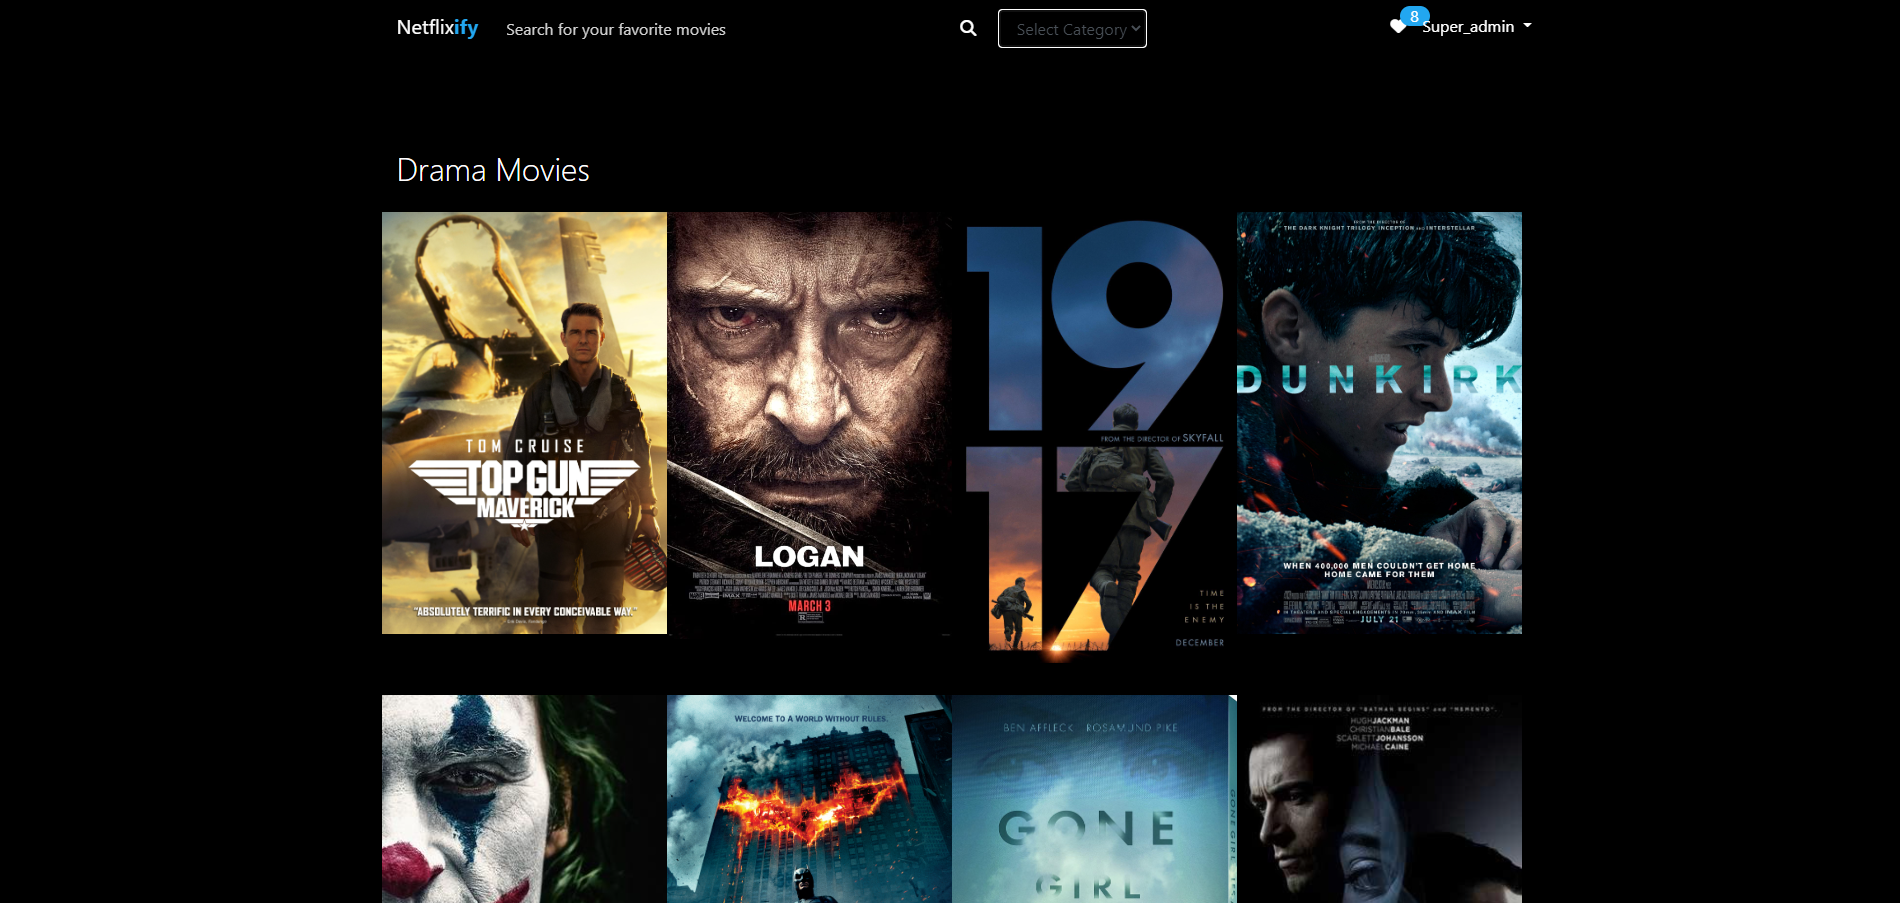 Netflixify
Search for your favorite movies
Select Category
8
Super_admin
Drama Movies
TOM CRUISE
TOP GUN
MAVERICK
"ABSOLUTELY TERRIFIC IN EVERY CONCEIVABLE WAY."
LOGAN
MARCH 3
R
19
FROM THE DIRECTOR OF SKYFALL
17
TIME
IS THE
ENEMY
DECEMBER
FROM THE DIRECTOR OF
THE DARK KNIGHT TRILOGY INCEPTION AND INTERSTELLAR
DUNKIRK
WHEN 400,000 MEN COULDN'T GET HOME
HOME CAME FOR THEM
JULY 21
WELCOME TO A WORLD WITHOUT RULES.
BEN AFFLECK ROSAMUND PIKE
GONE
GIRL
GONE GIRL
FROM THE DIRECTOR OF "BATMAN BEGINS" AND "MEMENTO".
HUGH JACKMAN
CHRISTIAN BALE
SCARLETT JOHANSSON
MICHAEL CAINE